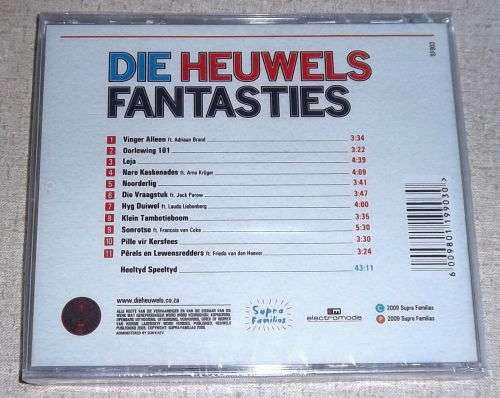 DIE HEUWELS
FANTASTIES
CD816
1 Vinger Alleen ft. Adriaan Brand 3:34
2 Oorlewing 101 3:22
3 Leja 4:39
4 Nare Kaskenades ft. Arno Krüger 4:09
5 Noorderlig 3:41
6 Die Vraagstuk ft. Jack Parow 3:47
7 Hyg Duiwel ft. Laudo Liebenberg 4:00
8 Klein Tambotieboom 3:35
9 Sonrotse ft. Francois van Coke 5:30
10 Pille vir Kersfees 3:30
11 Pêrels en Lewensredders ft. Frieda van den Heever 3:24
Heeltyd Speeltyd 43:11
6 009801 199030 >
www.dieheuwels.co.za
Supra
Familias
em
electromode
C 2009 Supra Familias
P 2009 Supra Familias